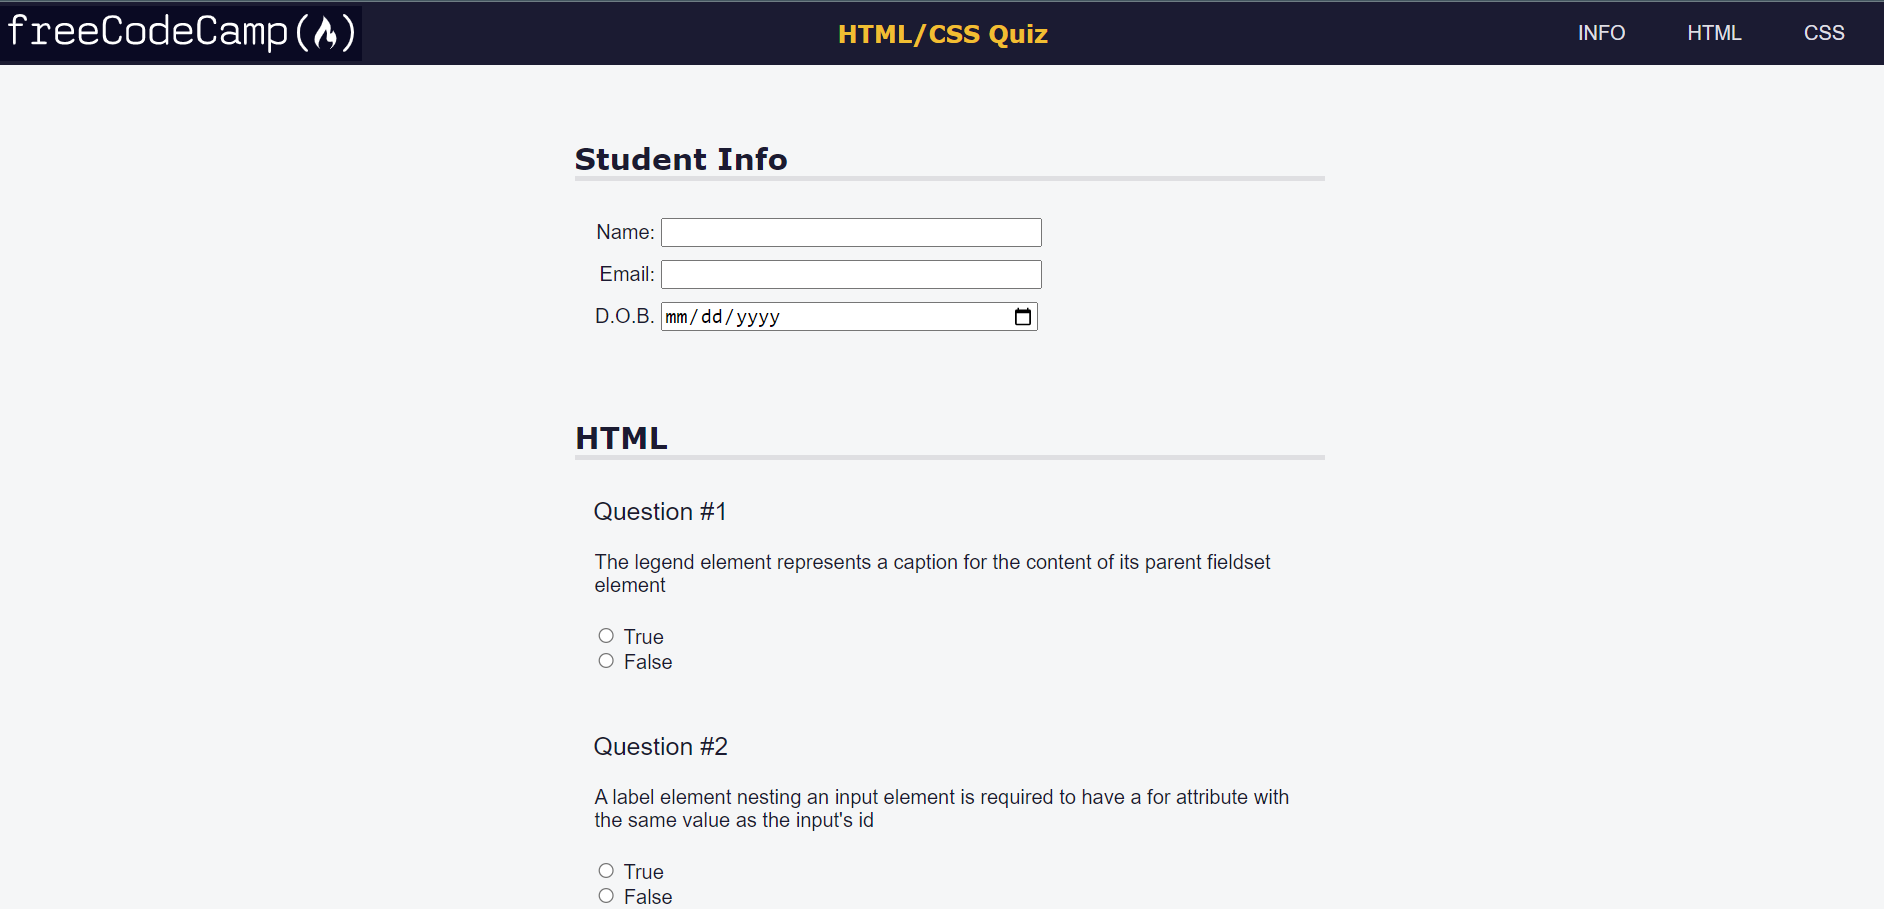 freeCodeCamp(🔥)
HTML/CSS Quiz
INFO
HTML
CSS
Student Info
Name:
Email:
D.O.B. mm/dd/yyyy
HTML
Question #1
The legend element represents a caption for the content of its parent fieldset
element
True
False
Question #2
A label element nesting an input element is required to have a for attribute with
the same value as the input's id
True
False